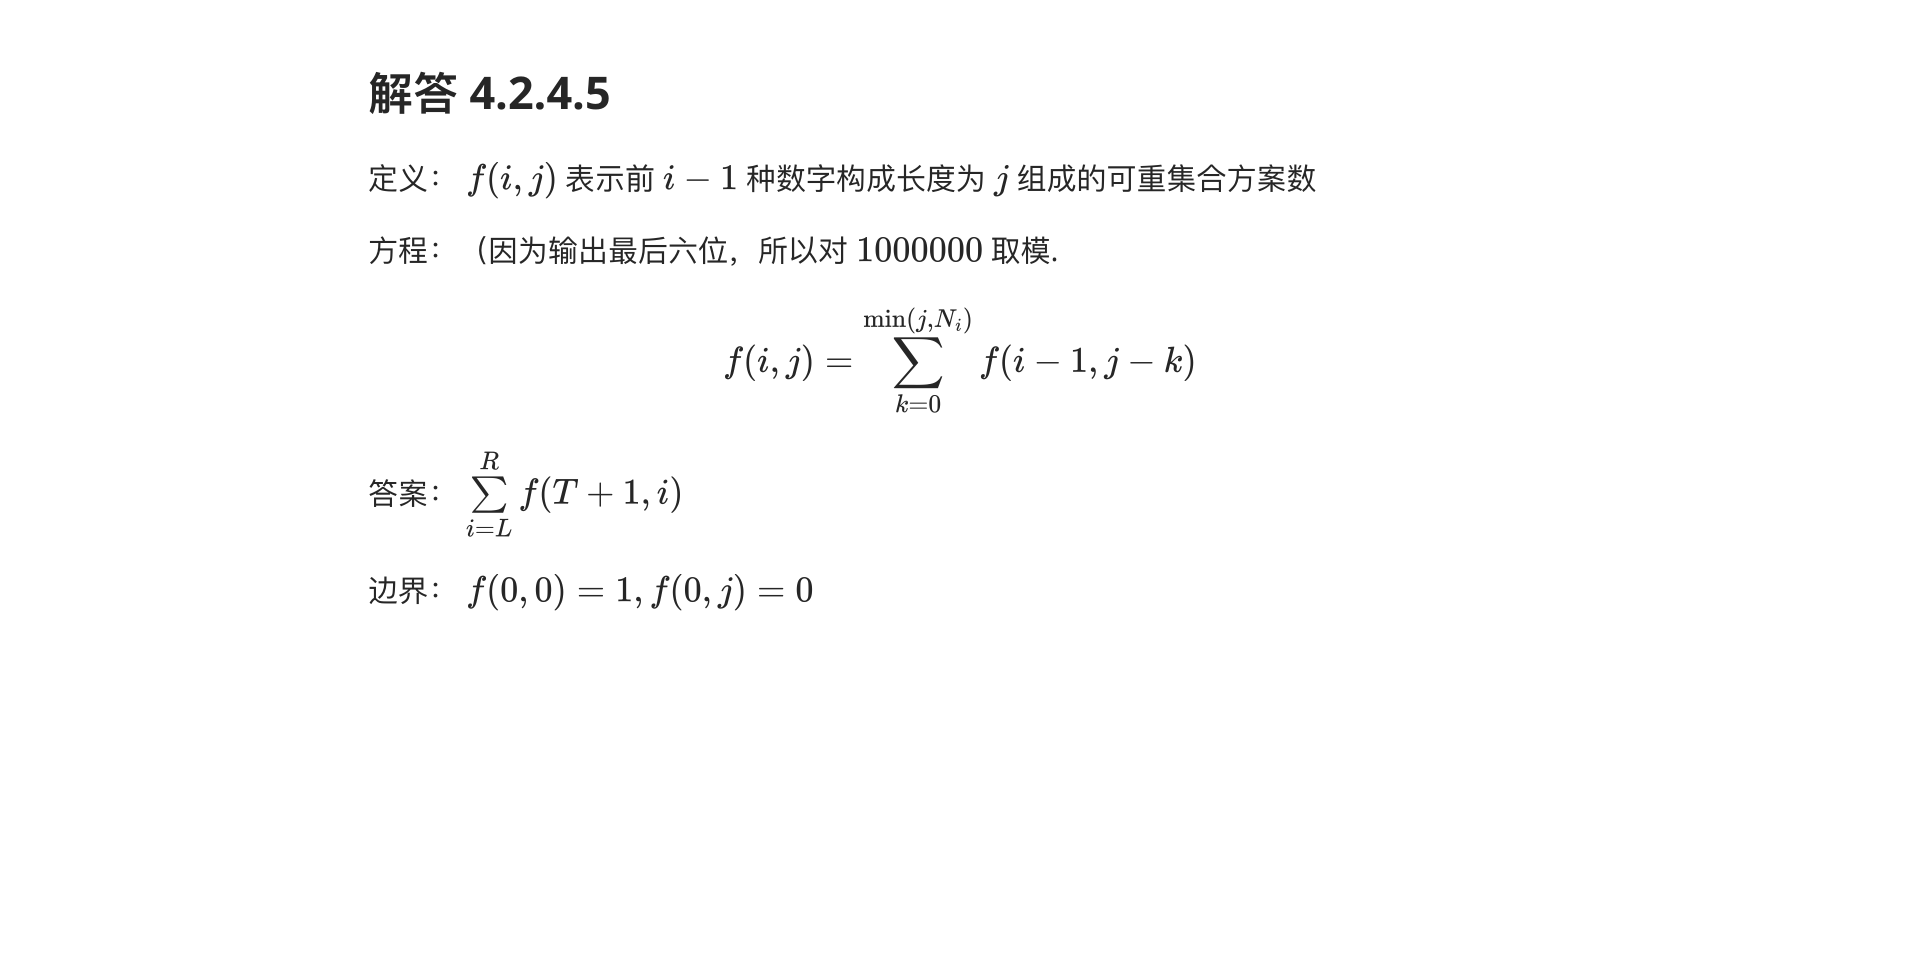 解答 4.2.4.5
定义： f(i, j) 表示前 i − 1 种数字构成长度为 j 组成的可重集合方案数
方程：（因为输出最后六位，所以对 1000000 取模.
f(i, j) = \sum_{k=0}^{\min(j,N_i)} f(i − 1, j − k)
答案： \sum_{i=L}^{R} f(T + 1, i)
边界： f(0, 0) = 1, f(0, j) = 0